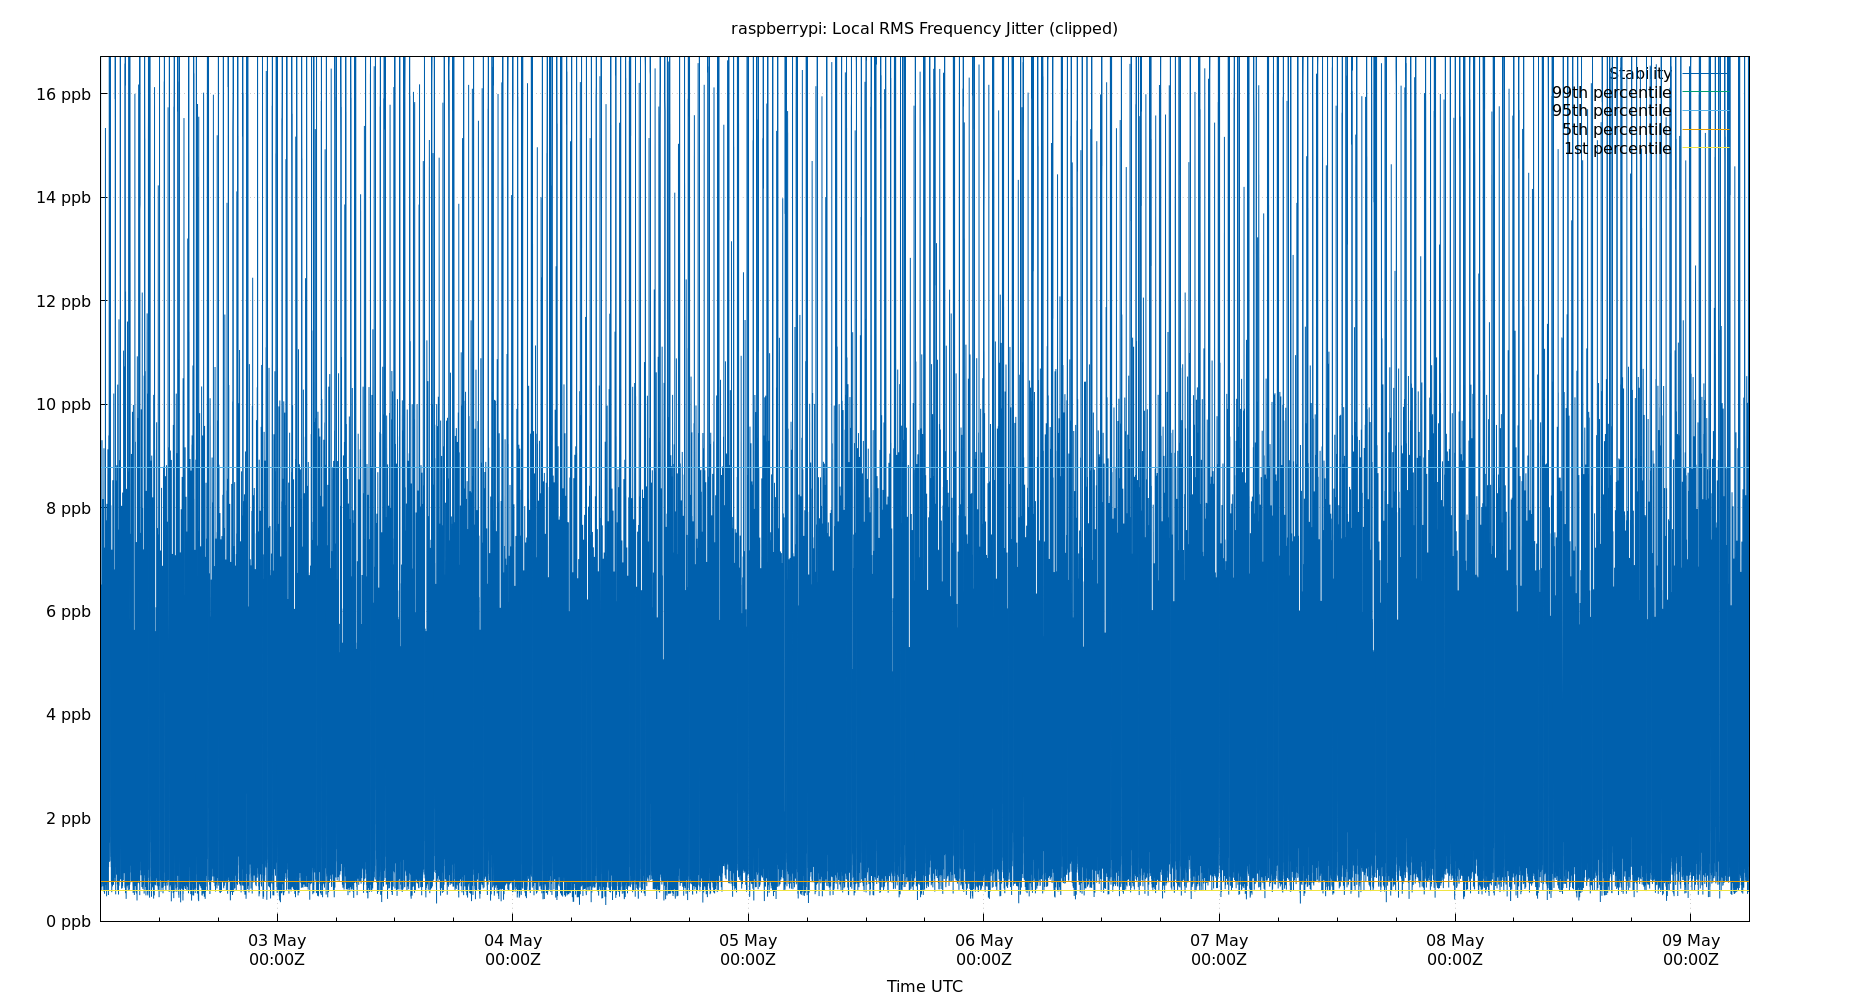 raspberrypi: Local RMS Frequency Jitter (clipped)
Stability
99th percentile
95th percentile
5th percentile
1st percentile
16 ppb
14 ppb
12 ppb
10 ppb
8 ppb
6 ppb
4 ppb
2 ppb
0 ppb
03 May 04 May 05 May 06 May 07 May 08 May 09 May
00:00Z 00:00Z 00:00Z 00:00Z 00:00Z 00:00Z 00:00Z
Time UTC